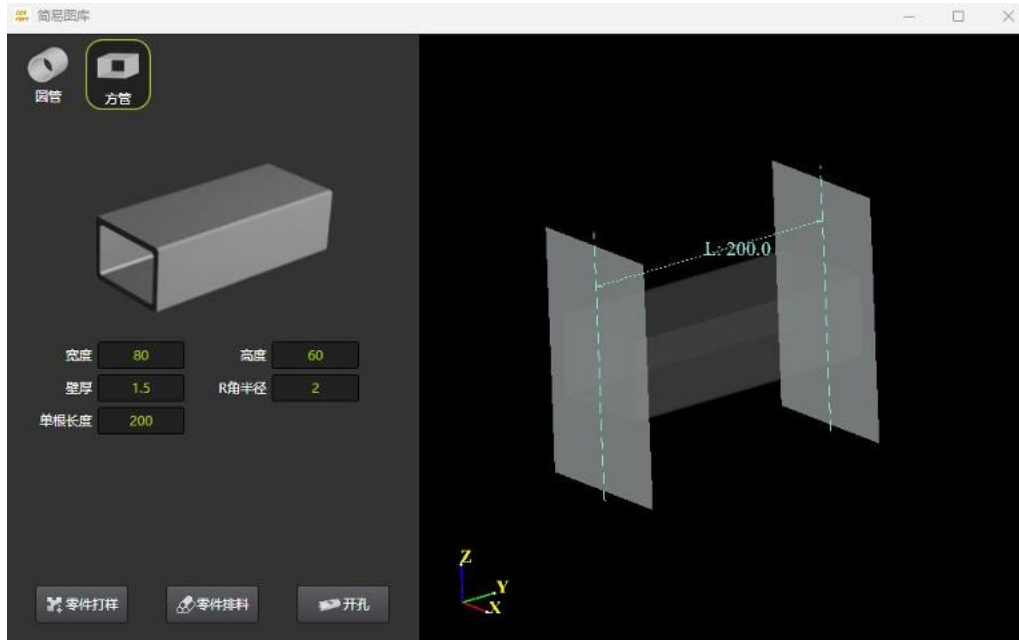 简易图库
圆管 方管
宽度 80 高度 60
壁厚 1.5 R角半径 2
单根长度 200
零件打样 零件排料 开孔
L: 200.0
Z
Y
X